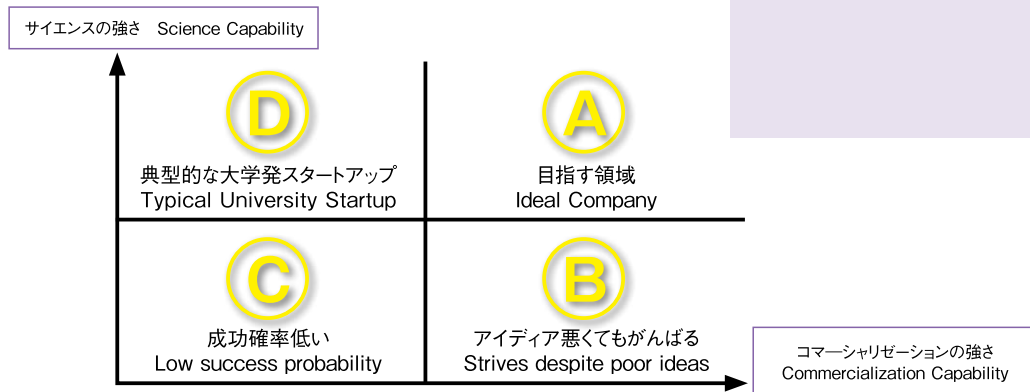 サイエンスの強さ Science Capability
D
典型的な大学発スタートアップ
Typical University Startup
A
目指す領域
Ideal Company
C
成功確率低い
Low success probability
B
アイディア悪くてもがんばる
Strives despite poor ideas
コマーシャリゼーションの強さ
Commercialization Capability